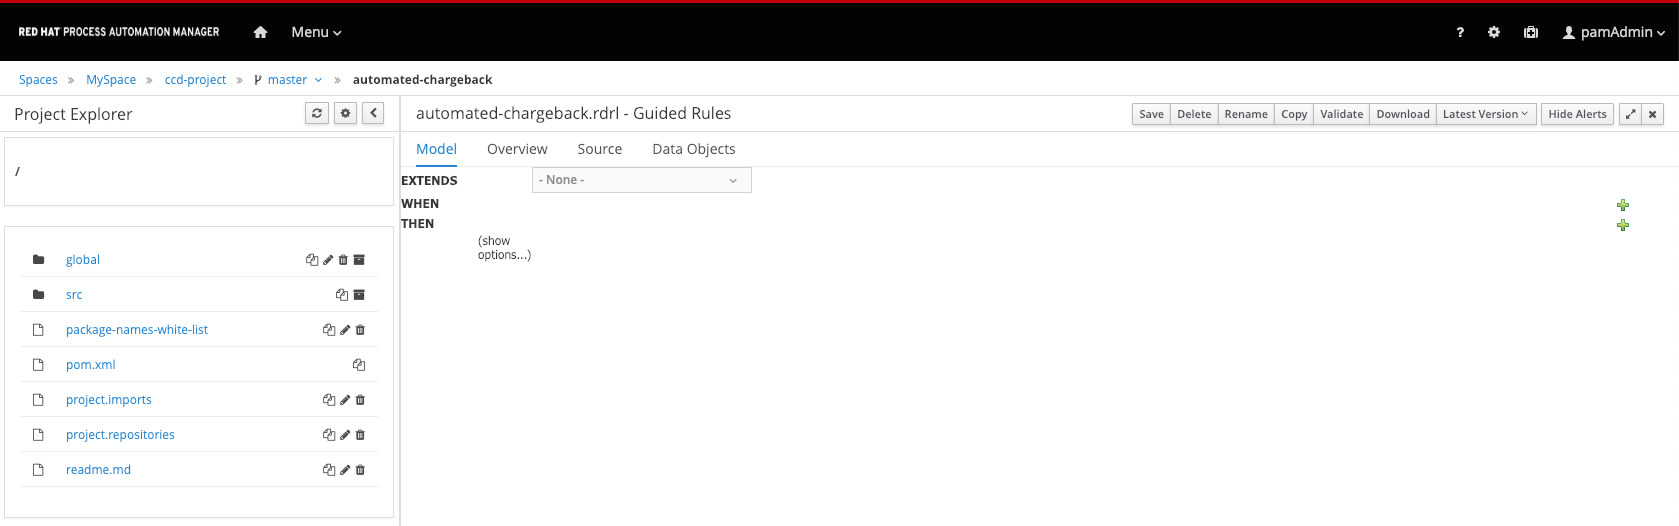 RED HAT PROCESS AUTOMATION MANAGER Menu ? pamAdmin
Spaces » MySpace » ccd-project » master » automated-chargeback
Project Explorer
/
global
src
package-names-white-list
pom.xml
project.imports
project.repositories
readme.md
automated-chargeback.rdrl - Guided Rules
Save Delete Rename Copy Validate Download Latest Version Hide Alerts
Model Overview Source Data Objects
EXTENDS - None -
WHEN
THEN
(show
options...)